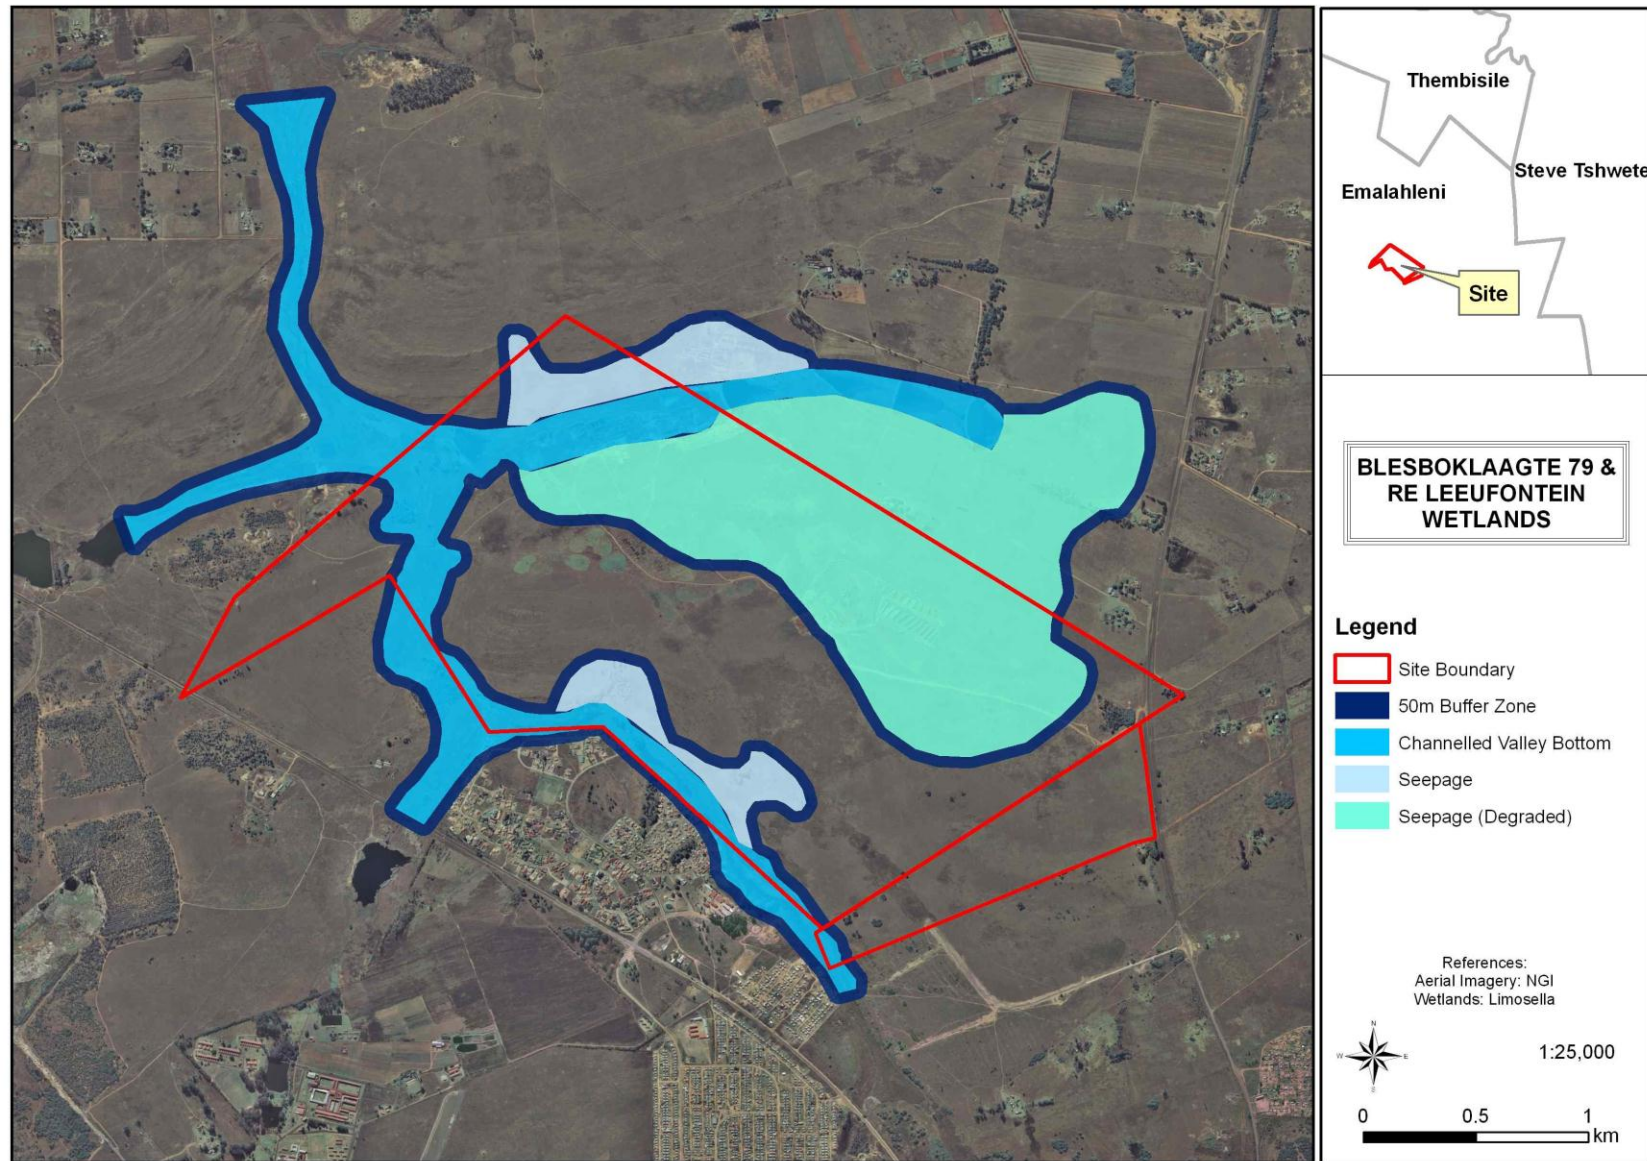 Thembisile
Steve Tshwete
Emalahleni
Site
BLESBOKLAAGTE 79 &
RE LEEUFONTEIN
WETLANDS
Legend
Site Boundary
50m Buffer Zone
Channelled Valley Bottom
Seepage
Seepage (Degraded)
References:
Aerial Imagery: NGI
Wetlands: Limosella
N
W E
S
1:25,000
0 0.5 1
km